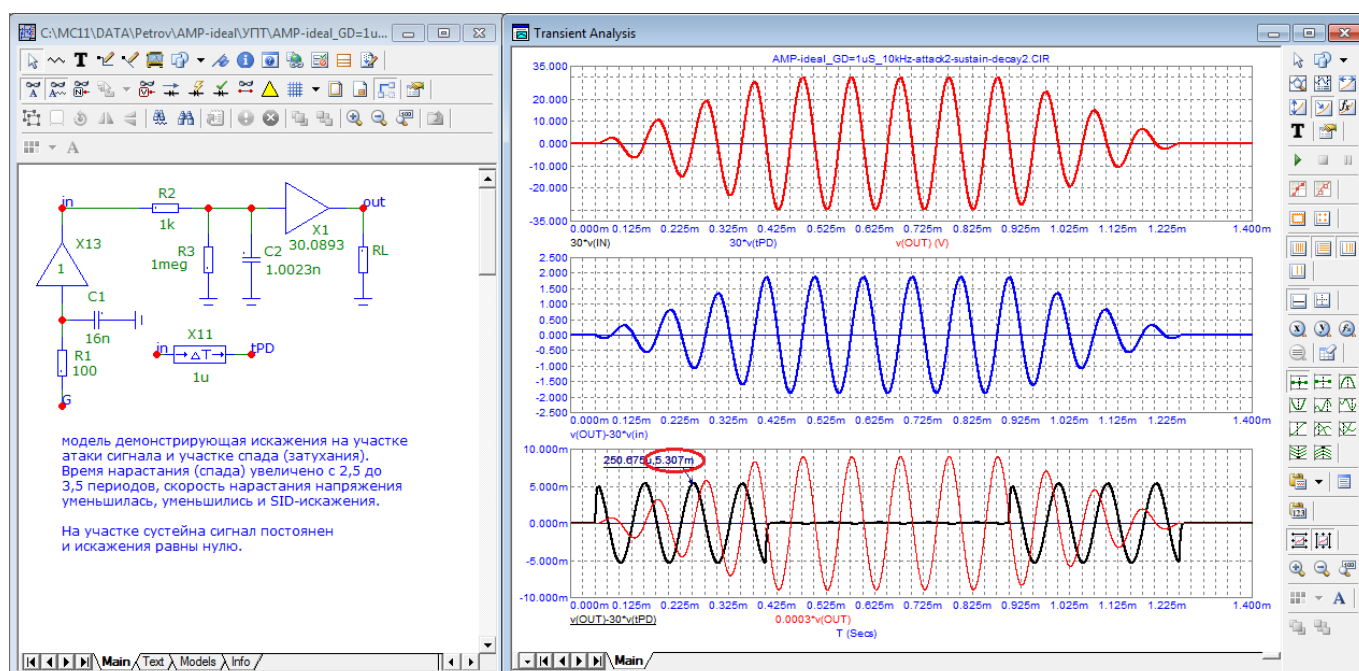 C:\MC11\DATA\Petrov\AMP-ideal\УПТ\AMP-ideal_GD=1u...
in
R2
1k
out
X1
30.0893
X13
1
R3
1meg
C2
1.0023n
RL
C1
16n
R1
100
G
X11
in
ΔT
tPD
1u
модель демонстрирующая искажения на участке
атаки сигнала и участке спада (затухания).
Время нарастания (спада) увеличено с 2,5 до
3,5 периодов, скорость нарастания напряжения
уменьшилась, уменьшились и SID-искажения.
На участке сустейна сигнал постоянен
и искажения равны нулю.
Main Text Models Info
Transient Analysis
AMP-ideal_GD=1uS_10kHz-attack2-sustain-decay2.CIR
35.000
30.000
20.000
10.000
0.000
-10.000
-20.000
-35.000
0.000m 0.125m 0.225m 0.325m 0.425m 0.525m 0.625m 0.725m 0.825m 0.925m 1.025m 1.125m 1.225m 1.400m
30*v(IN) 30*v(tPD) v(OUT) (V)
2.500
2.000
1.500
1.000
0.500
0.000
-0.500
-1.000
-1.500
-2.000
-2.500
0.000m 0.125m 0.225m 0.325m 0.425m 0.525m 0.625m 0.725m 0.825m 0.925m 1.025m 1.125m 1.225m 1.400m
v(OUT)-30*v(in)
10.000m
250.675u,5.307m
5.000m
0.000m
-5.000m
-10.000m
0.000m 0.125m 0.225m 0.325m 0.425m 0.525m 0.625m 0.725m 0.825m 0.925m 1.025m 1.125m 1.225m 1.400m
v(OUT)-30*v(tPD) 0.0003*v(OUT)
T (Secs)
Main